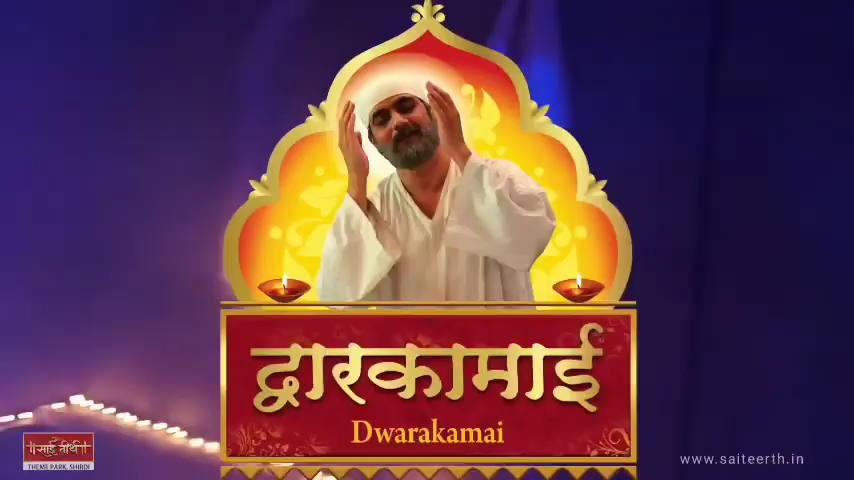 द्वारकामाई
Dwarakamai
॥साई तीर्थ॥
THEME PARK, SHIRDI
www.saiteerth.in